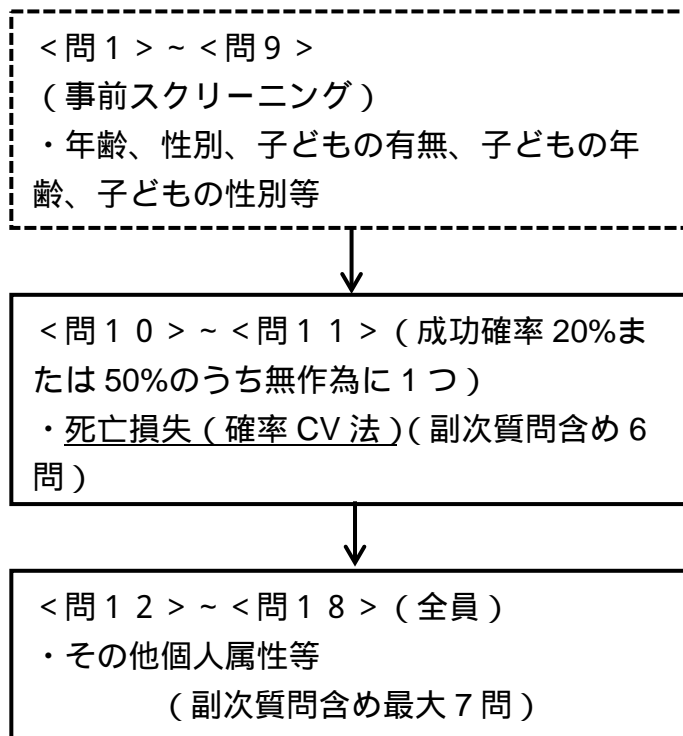 <問１>~<問９>
（事前スクリーニング）
・年齢、性別、子どもの有無、子どもの年
齢、子どもの性別等
<問１０>~<問１１>（成功確率 20%ま
たは 50%のうち無作為に 1 つ）
・死亡損失（確率 CV 法）（副次質問含め 6
問）
<問１２>~<問１８>（全員）
・その他個人属性等
（副次質問含め最大 7 問）